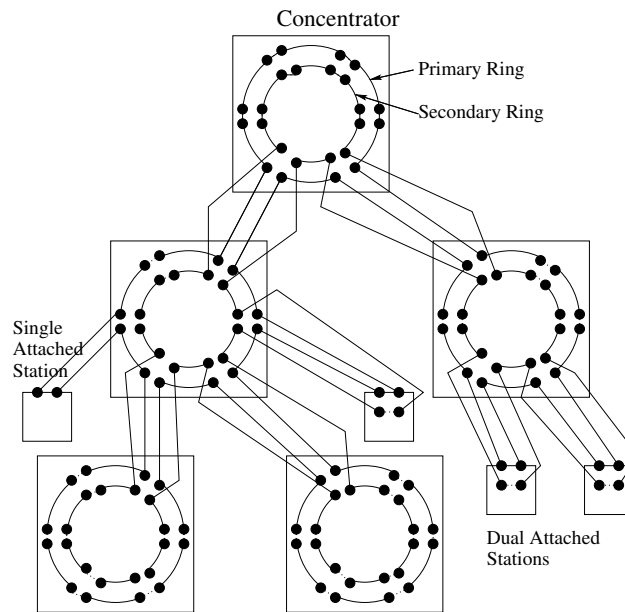 Concentrator
Primary Ring
Secondary Ring
Single
Attached
Station
Dual Attached
Stations